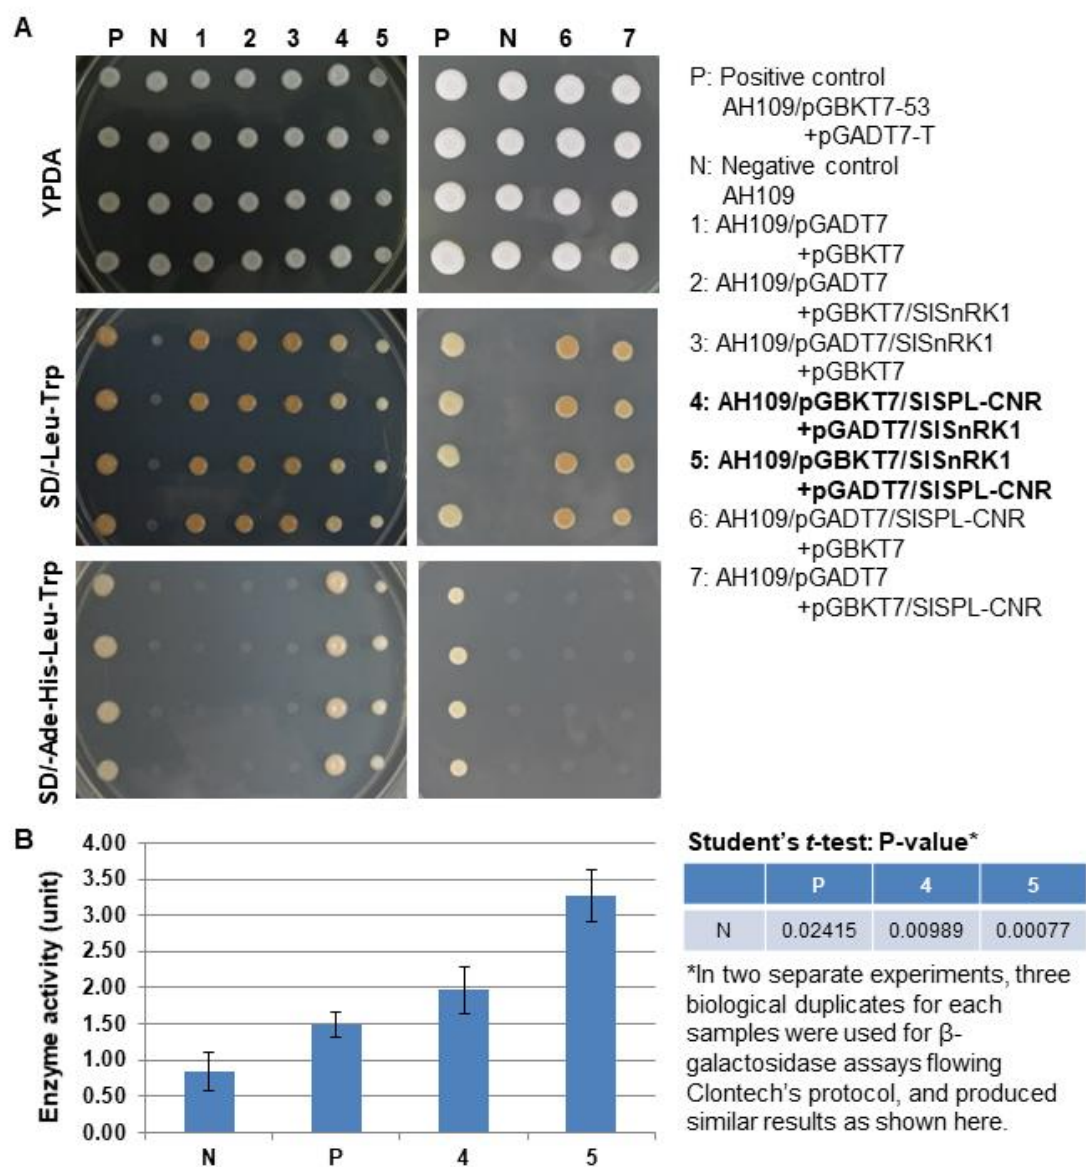 A
P N 1 2 3 4 5 P N 6 7
YPDA
SD/-Leu-Trp
SD/-Ade-His-Leu-Trp
P: Positive control
AH109/pGBKT7-53
+pGADT7-T
N: Negative control
AH109
1: AH109/pGADT7
+pGBKT7
2: AH109/pGADT7
+pGBKT7/SlSnRK1
3: AH109/pGADT7/SlSnRK1
+pGBKT7
4: AH109/pGBKT7/SlSPL-CNR
+pGADT7/SlSnRK1
5: AH109/pGBKT7/SlSnRK1
+pGADT7/SlSPL-CNR
6: AH109/pGADT7/SlSPL-CNR
+pGBKT7
7: AH109/pGADT7
+pGBKT7/SlSPL-CNR
B
Enzyme activity (unit)
4.00
3.50
3.00
2.50
2.00
1.50
1.00
0.50
0.00
N P 4 5
Student's t-test: P-value*
P 4 5
N 0.02415 0.00989 0.00077
*In two separate experiments, three
biological duplicates for each
samples were used for β-
galactosidase assays flowing
Clontech's protocol, and produced
similar results as shown here.